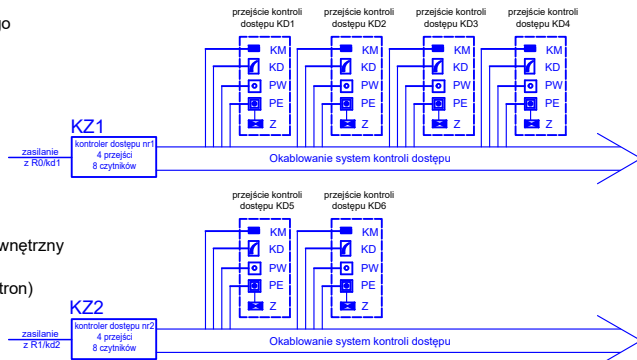 go
przejście kontroli
dostępu KD1
przejście kontroli
dostępu KD2
przejście kontroli
dostępu KD3
przejście kontroli
dostępu KD4
KM
KD
PW
PE
Z
KM
KD
PW
PE
Z
KM
KD
PW
PE
Z
KM
KD
PW
PE
Z
KZ1
kontroler dostępu nr1
4 przejści
8 czytników
zasilanie
z R0/kd1
Okablowanie system kontroli dostępu
przejście kontroli
dostępu KD5
przejście kontroli
dostępu KD6
KM
KD
PW
PE
Z
KM
KD
PW
PE
Z
wnętrzny
tron)
KZ2
kontroler dostępu nr2
4 przejści
8 czytników
zasilanie
z R1/kd2
Okablowanie system kontroli dostępu